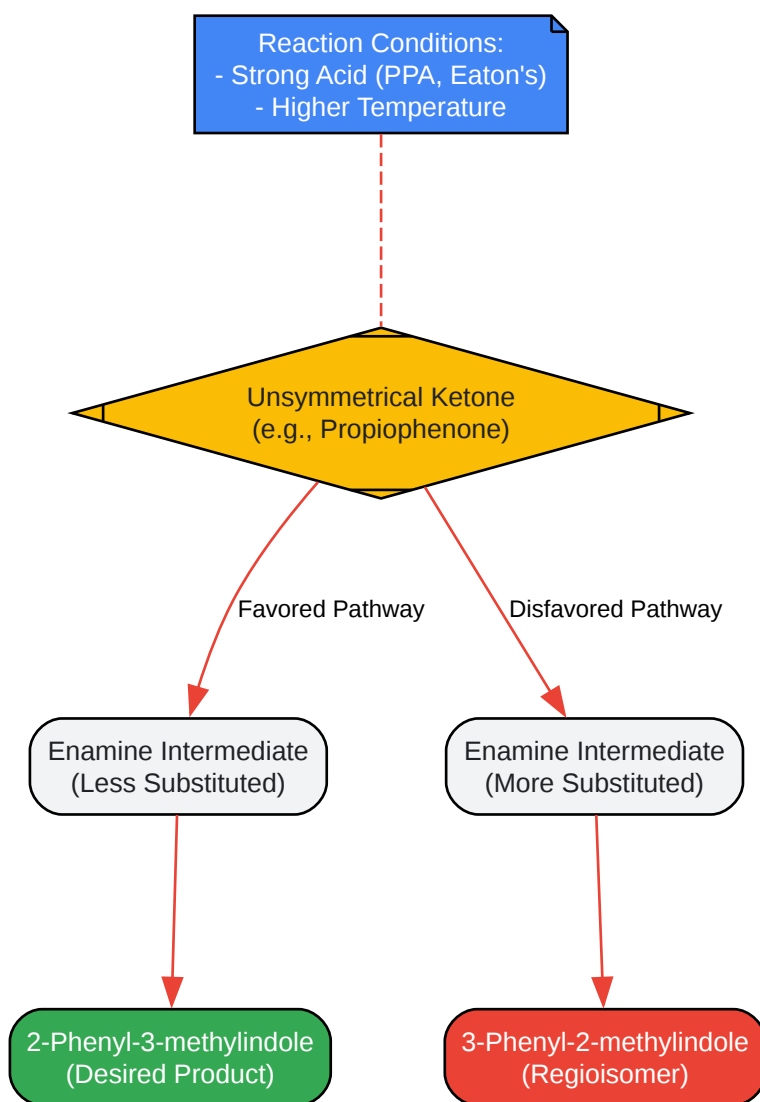 Reaction Conditions:
- Strong Acid (PPA, Eaton's)
- Higher Temperature
Unsymmetrical Ketone
(e.g., Propiophenone)
Favored Pathway
Disfavored Pathway
Enamine Intermediate
(Less Substituted)
Enamine Intermediate
(More Substituted)
2-Phenyl-3-methylindole
(Desired Product)
3-Phenyl-2-methylindole
(Regioisomer)